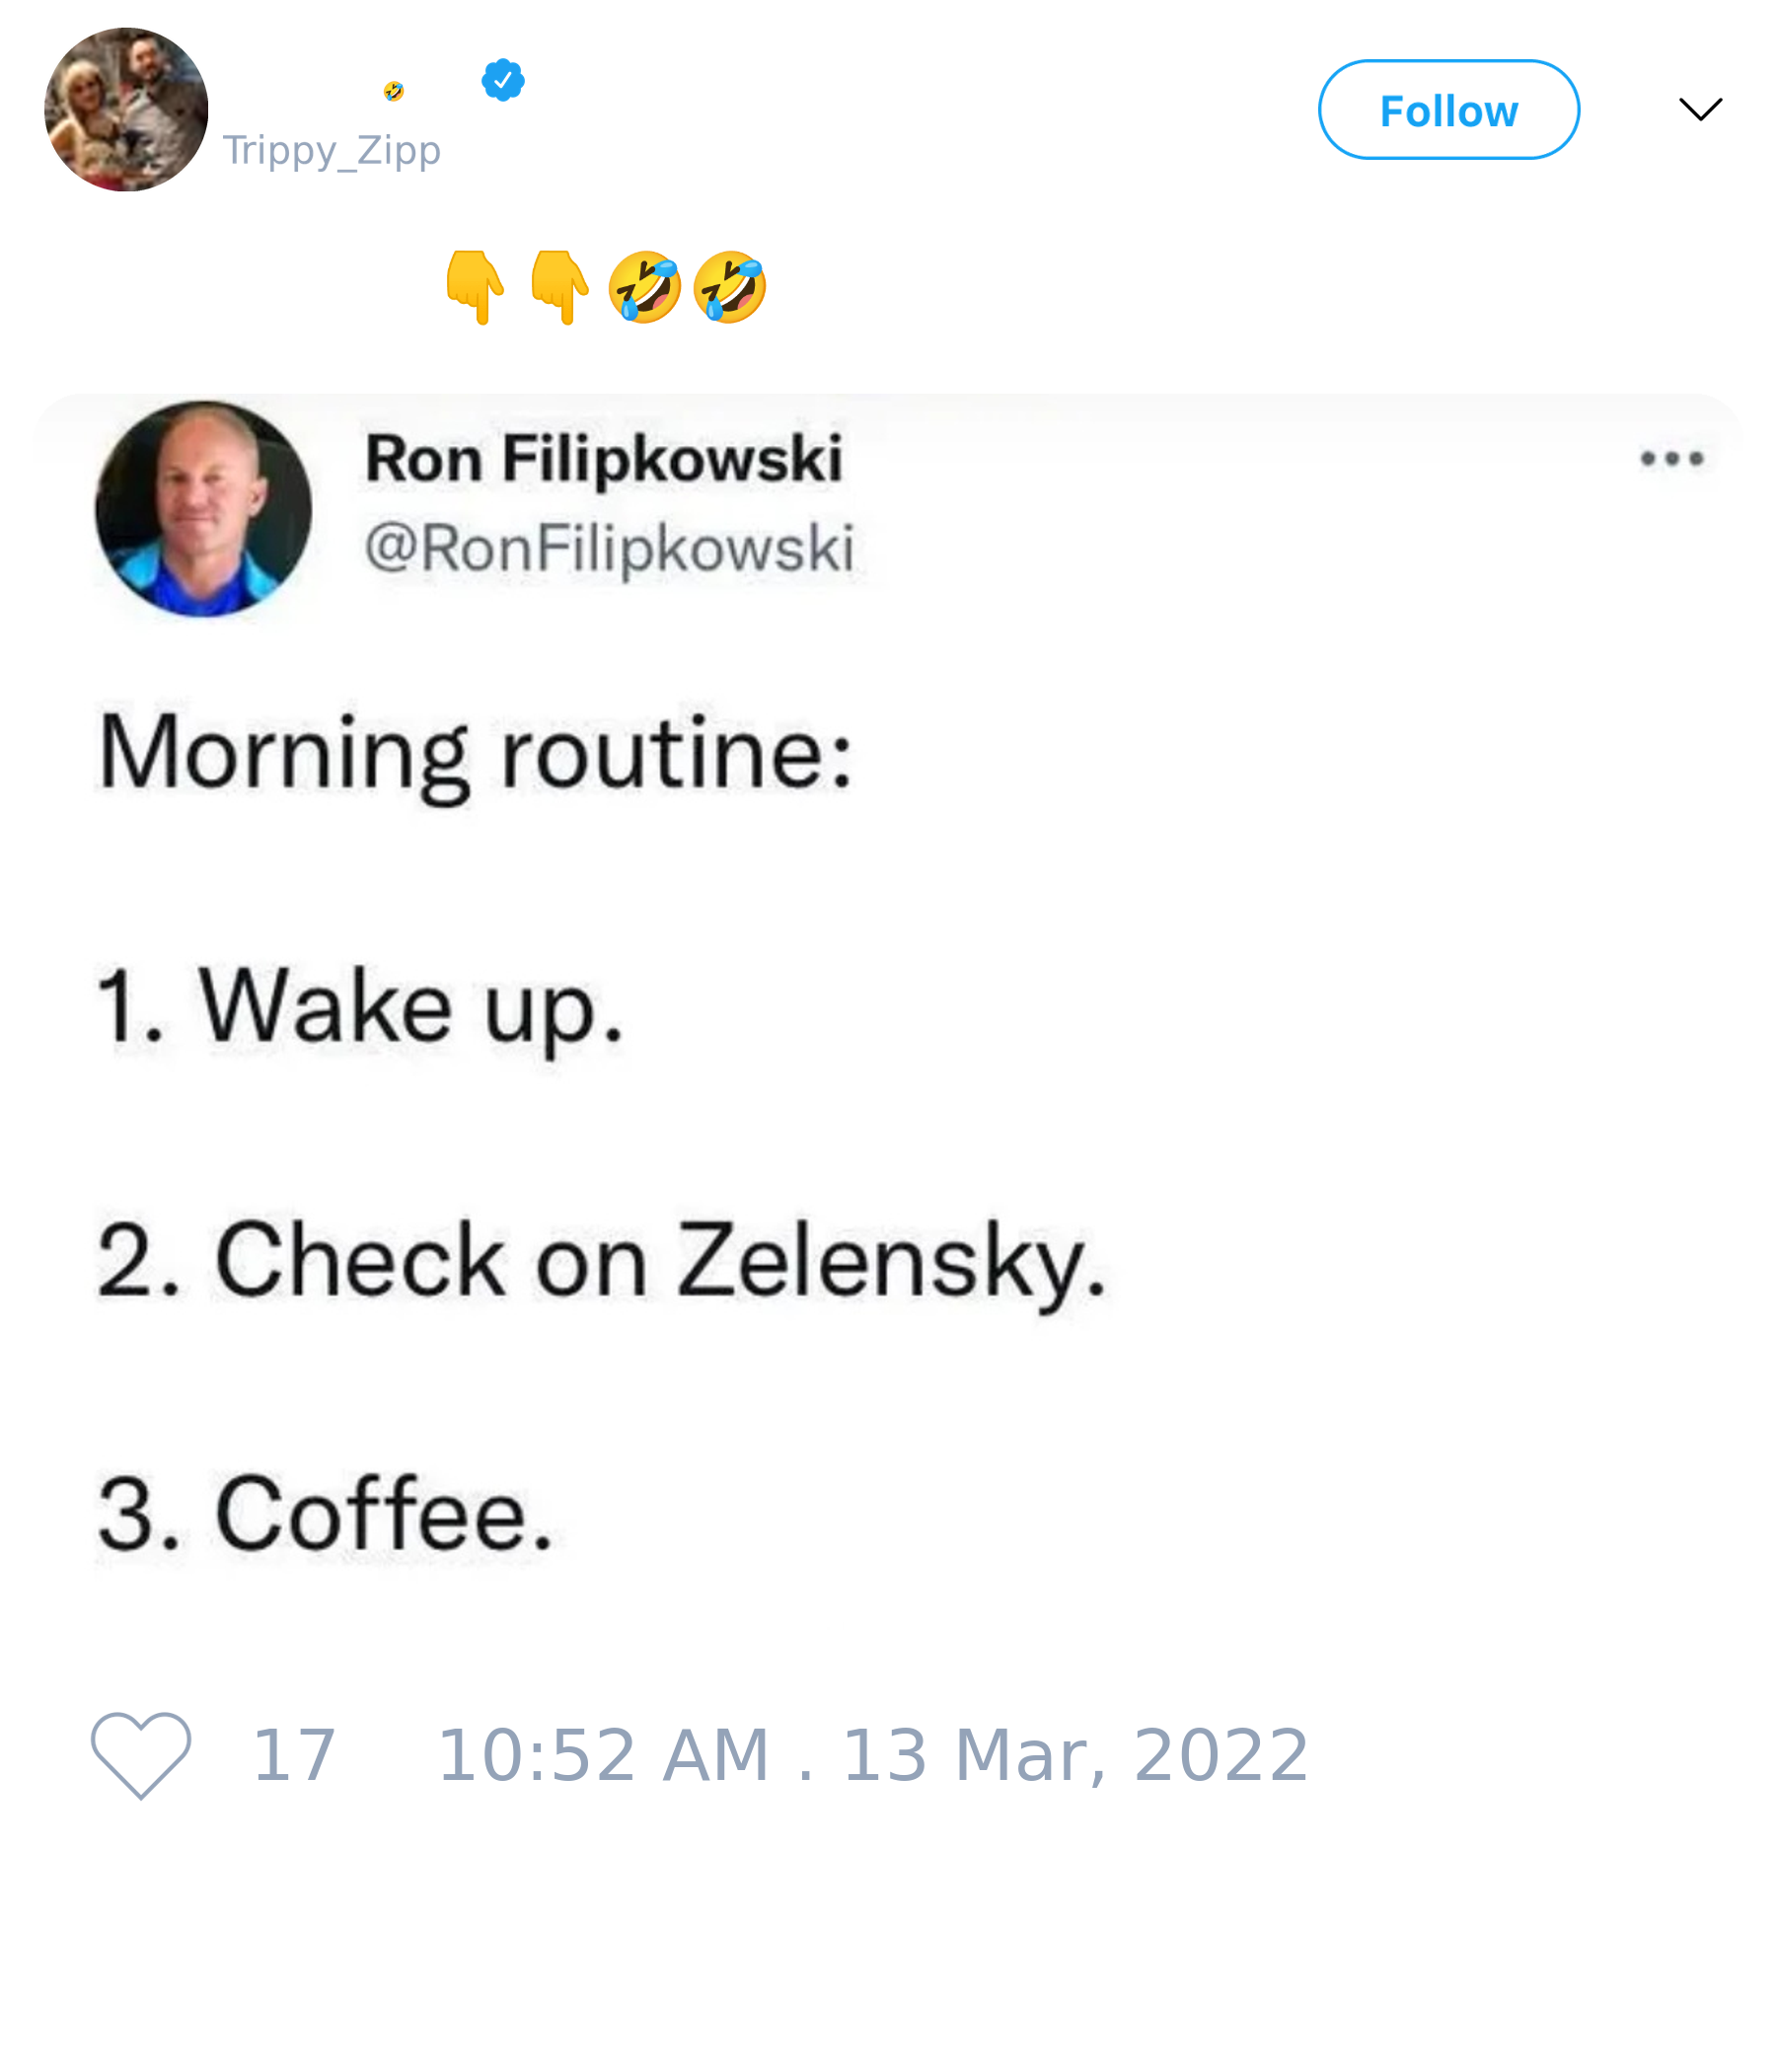 🤣
Trippy_Zipp
Follow
👇👇🤣🤣
Ron Filipkowski
@RonFilipkowski
Morning routine:
1. Wake up.
2. Check on Zelensky.
3. Coffee.
17 10:52 AM . 13 Mar, 2022